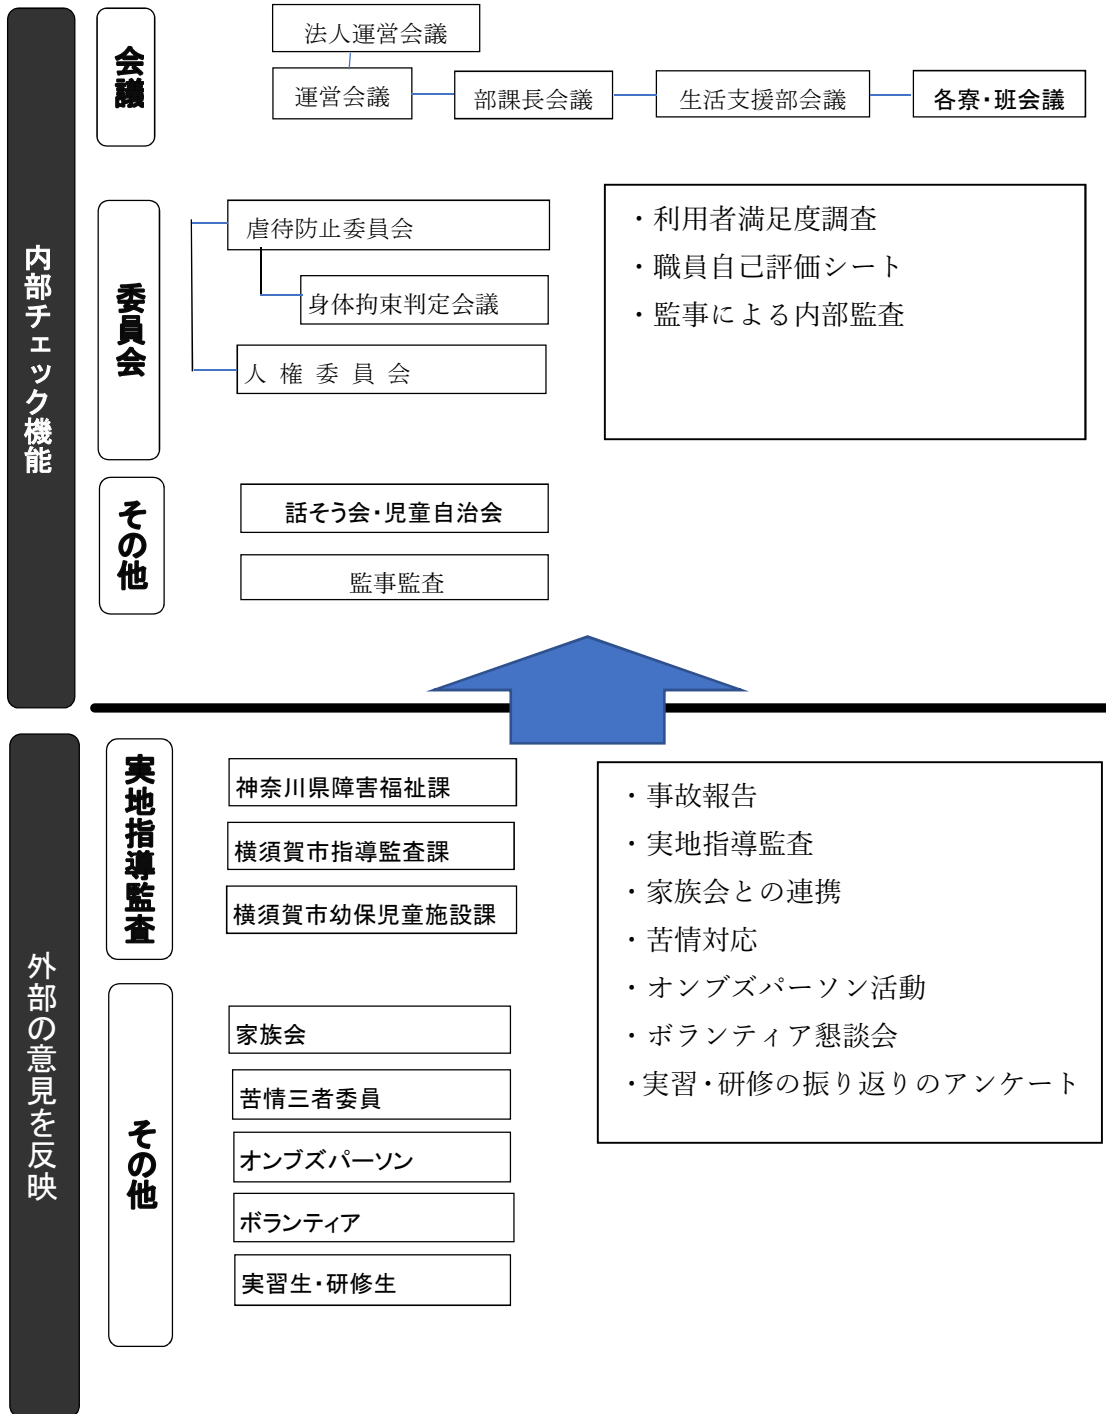 内部チェック機能
会議
法人運営会議
運営会議
部課長会議
生活支援部会議
各寮・班会議
委員会
虐待防止委員会
身体拘束判定会議
人 権 委 員 会
・利用者満足度調査
・職員自己評価シート
・監事による内部監査
その他
話そう会・児童自治会
監事監査
外部の意見を反映
実地指導監査
神奈川県障害福祉課
横須賀市指導監査課
横須賀市幼保児童施設課
・事故報告
・実地指導監査
・家族会との連携
・苦情対応
・オンブズパーソン活動
・ボランティア懇談会
・実習・研修の振り返りのアンケート
その他
家族会
苦情三者委員
オンブズパーソン
ボランティア
実習生・研修生